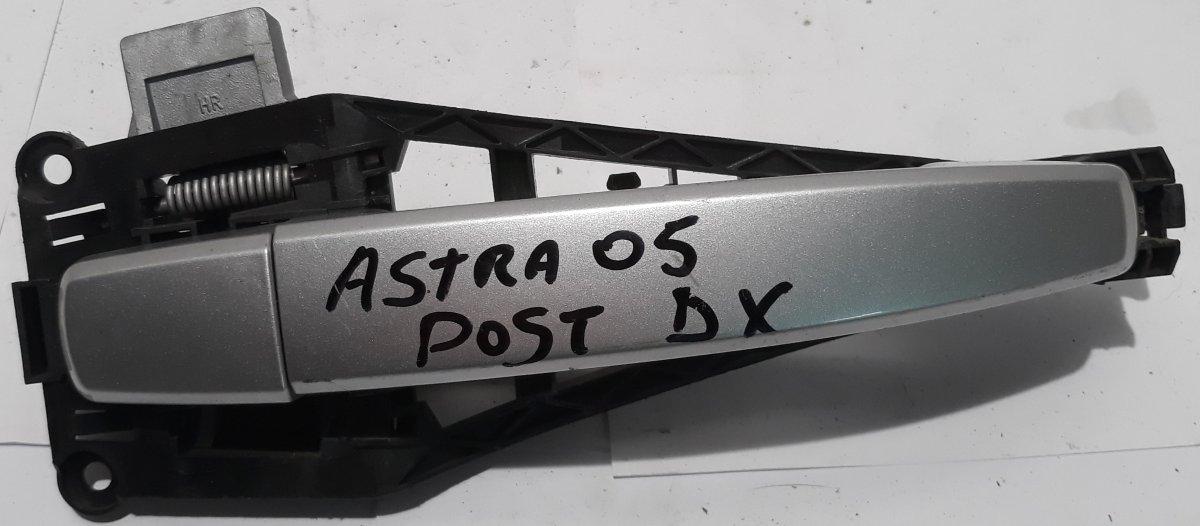 HR
ASTRA 05
POST DX